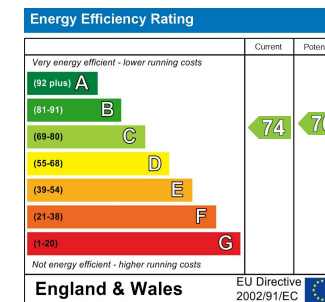 Energy Efficiency Rating
Current
Very energy efficient - lower running costs
(92 plus) A
(81-91) B
(69-80) C
74
(55-68) D
(39-54) E
(21-38) F
(1-20) G
Not energy efficient - higher running costs
England & Wales
EU Directive
2002/91/EC